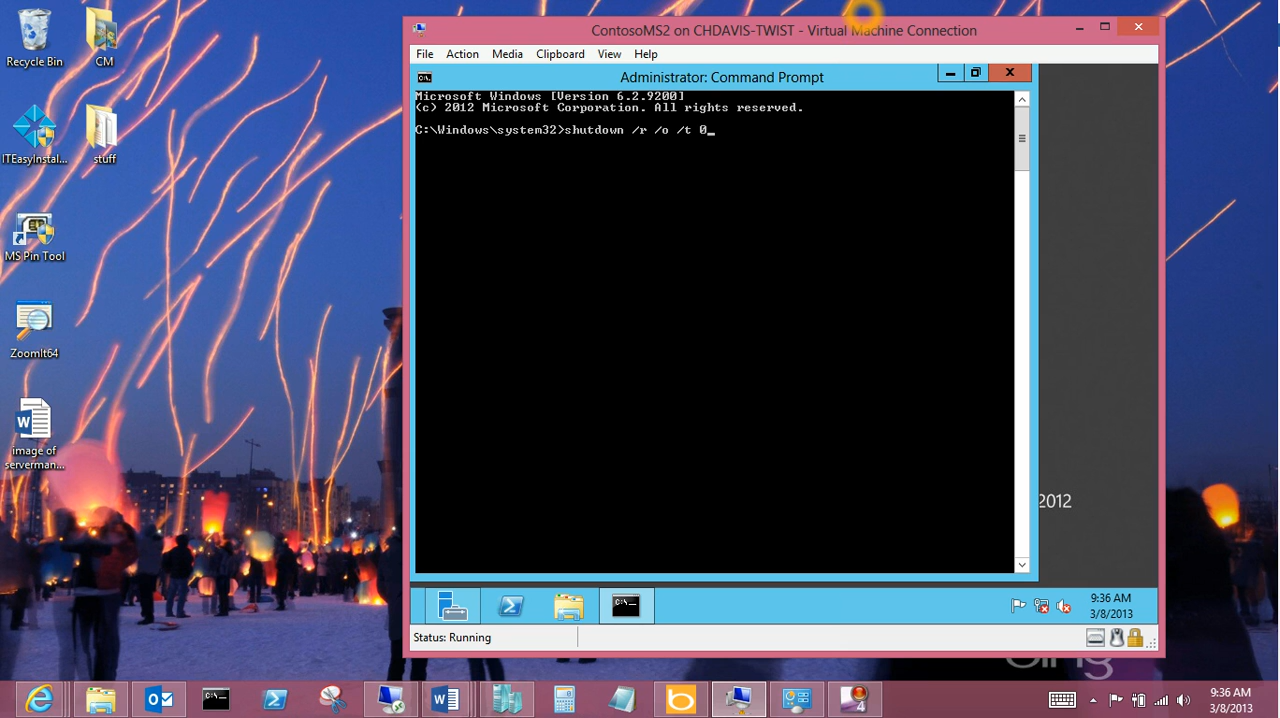 Recycle Bin
CM
ITEasyInstal...
stuff
MS Pin Tool
ZoomIt64
image of
serverman...
ContosoMS2 on CHDAVIS-TWIST - Virtual Machine Connection
File Action Media Clipboard View Help
Administrator: Command Prompt
Microsoft Windows [Version 6.2.9200]
(c) 2012 Microsoft Corporation. All rights reserved.
C:\Windows\system32>shutdown /r /o /t 0_
2012
9:36 AM
3/8/2013
Status: Running
bing
9:36 AM
3/8/2013